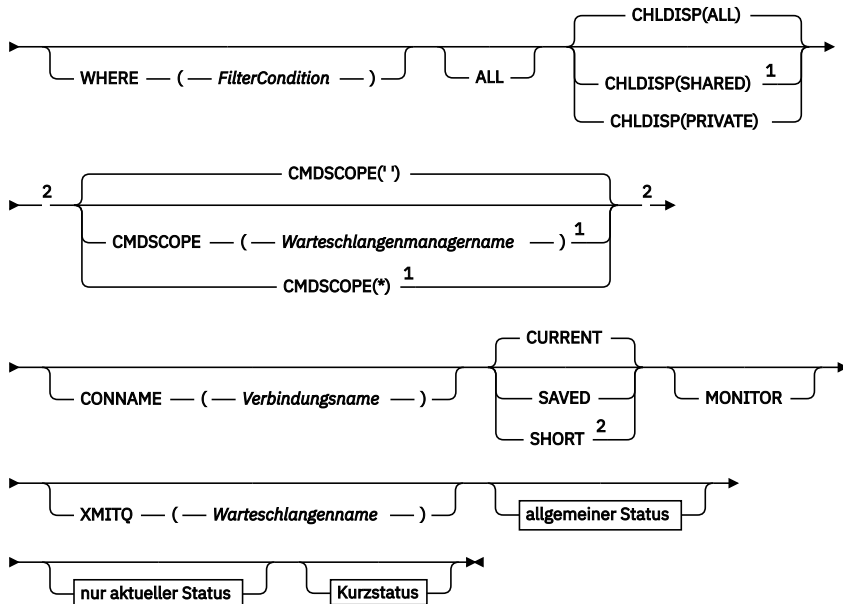 CHLDISP(ALL)
WHERE ( FilterCondition ) ALL CHLDISP(SHARED) 1
CHLDISP(PRIVATE)
2 CMDSCOPE(' ') 2
CMDSCOPE ( Warteschlangenmanagername ) 1
CMDSCOPE(*) 1
CURRENT
CONNAME ( Verbindungsname ) SAVED MONITOR
SHORT 2
XMITQ ( Warteschlangenname ) allgemeiner Status
nur aktueller Status Kurzstatus